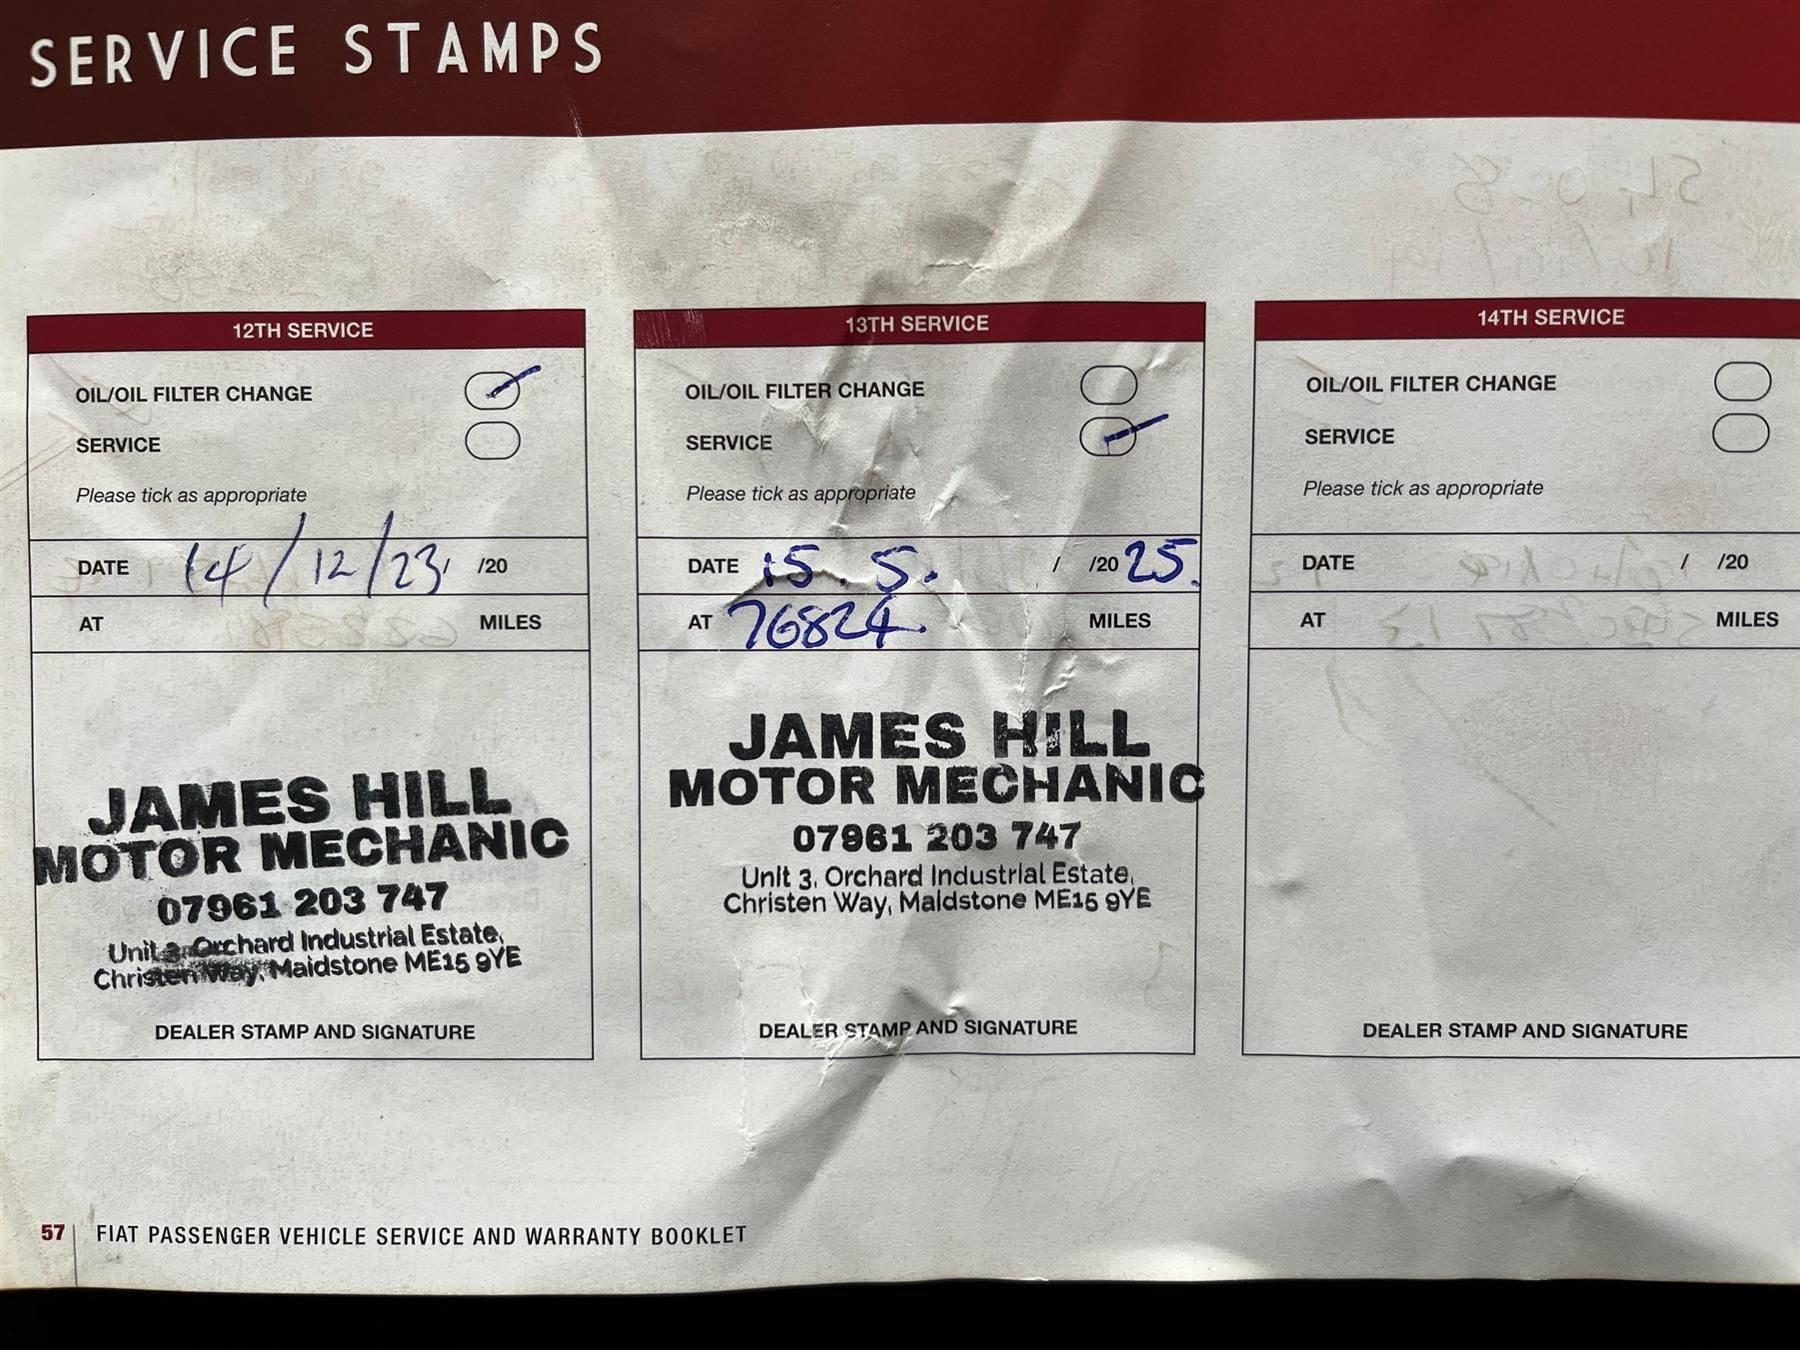 SERVICE STAMPS
12TH SERVICE
OIL/OIL FILTER CHANGE
SERVICE
Please tick as appropriate
DATE 14/12/23 /20
AT MILES
JAMES HILL
MOTOR MECHANIC
07961 203 747
Unit 3, Orchard Industrial Estate,
Christen Way, Maidstone ME15 9YE
DEALER STAMP AND SIGNATURE
13TH SERVICE
OIL/OIL FILTER CHANGE
SERVICE
Please tick as appropriate
DATE 15.5. / /2025.
AT 76824. MILES
JAMES HILL
MOTOR MECHANIC
07961 203 747
Unit 3, Orchard Industrial Estate,
Christen Way, Maidstone ME15 9YE
DEALER STAMP AND SIGNATURE
14TH SERVICE
OIL/OIL FILTER CHANGE
SERVICE
Please tick as appropriate
DATE / /20
AT MILES
DEALER STAMP AND SIGNATURE
57 FIAT PASSENGER VEHICLE SERVICE AND WARRANTY BOOKLET